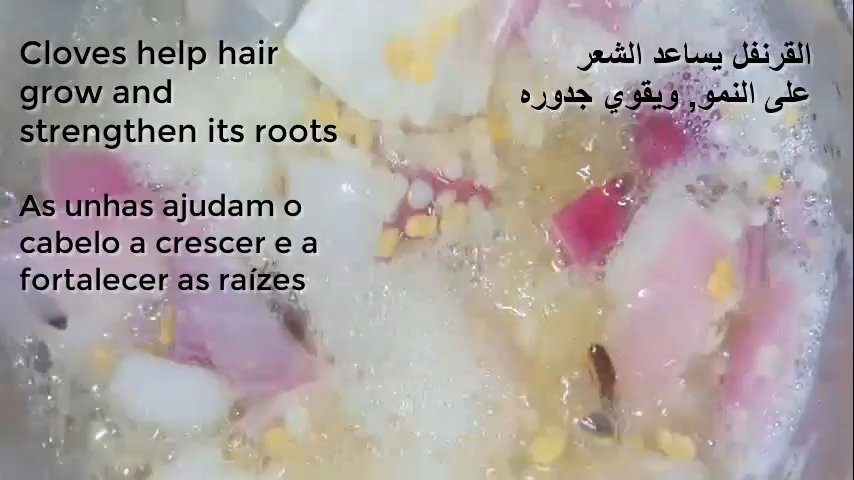 Cloves help hair
grow and
strengthen its roots
As unhas ajudam o
cabelo a crescer e a
fortalecer as raízes
القرنفل يساعد الشعر
على النمو, ويقوي جدوره